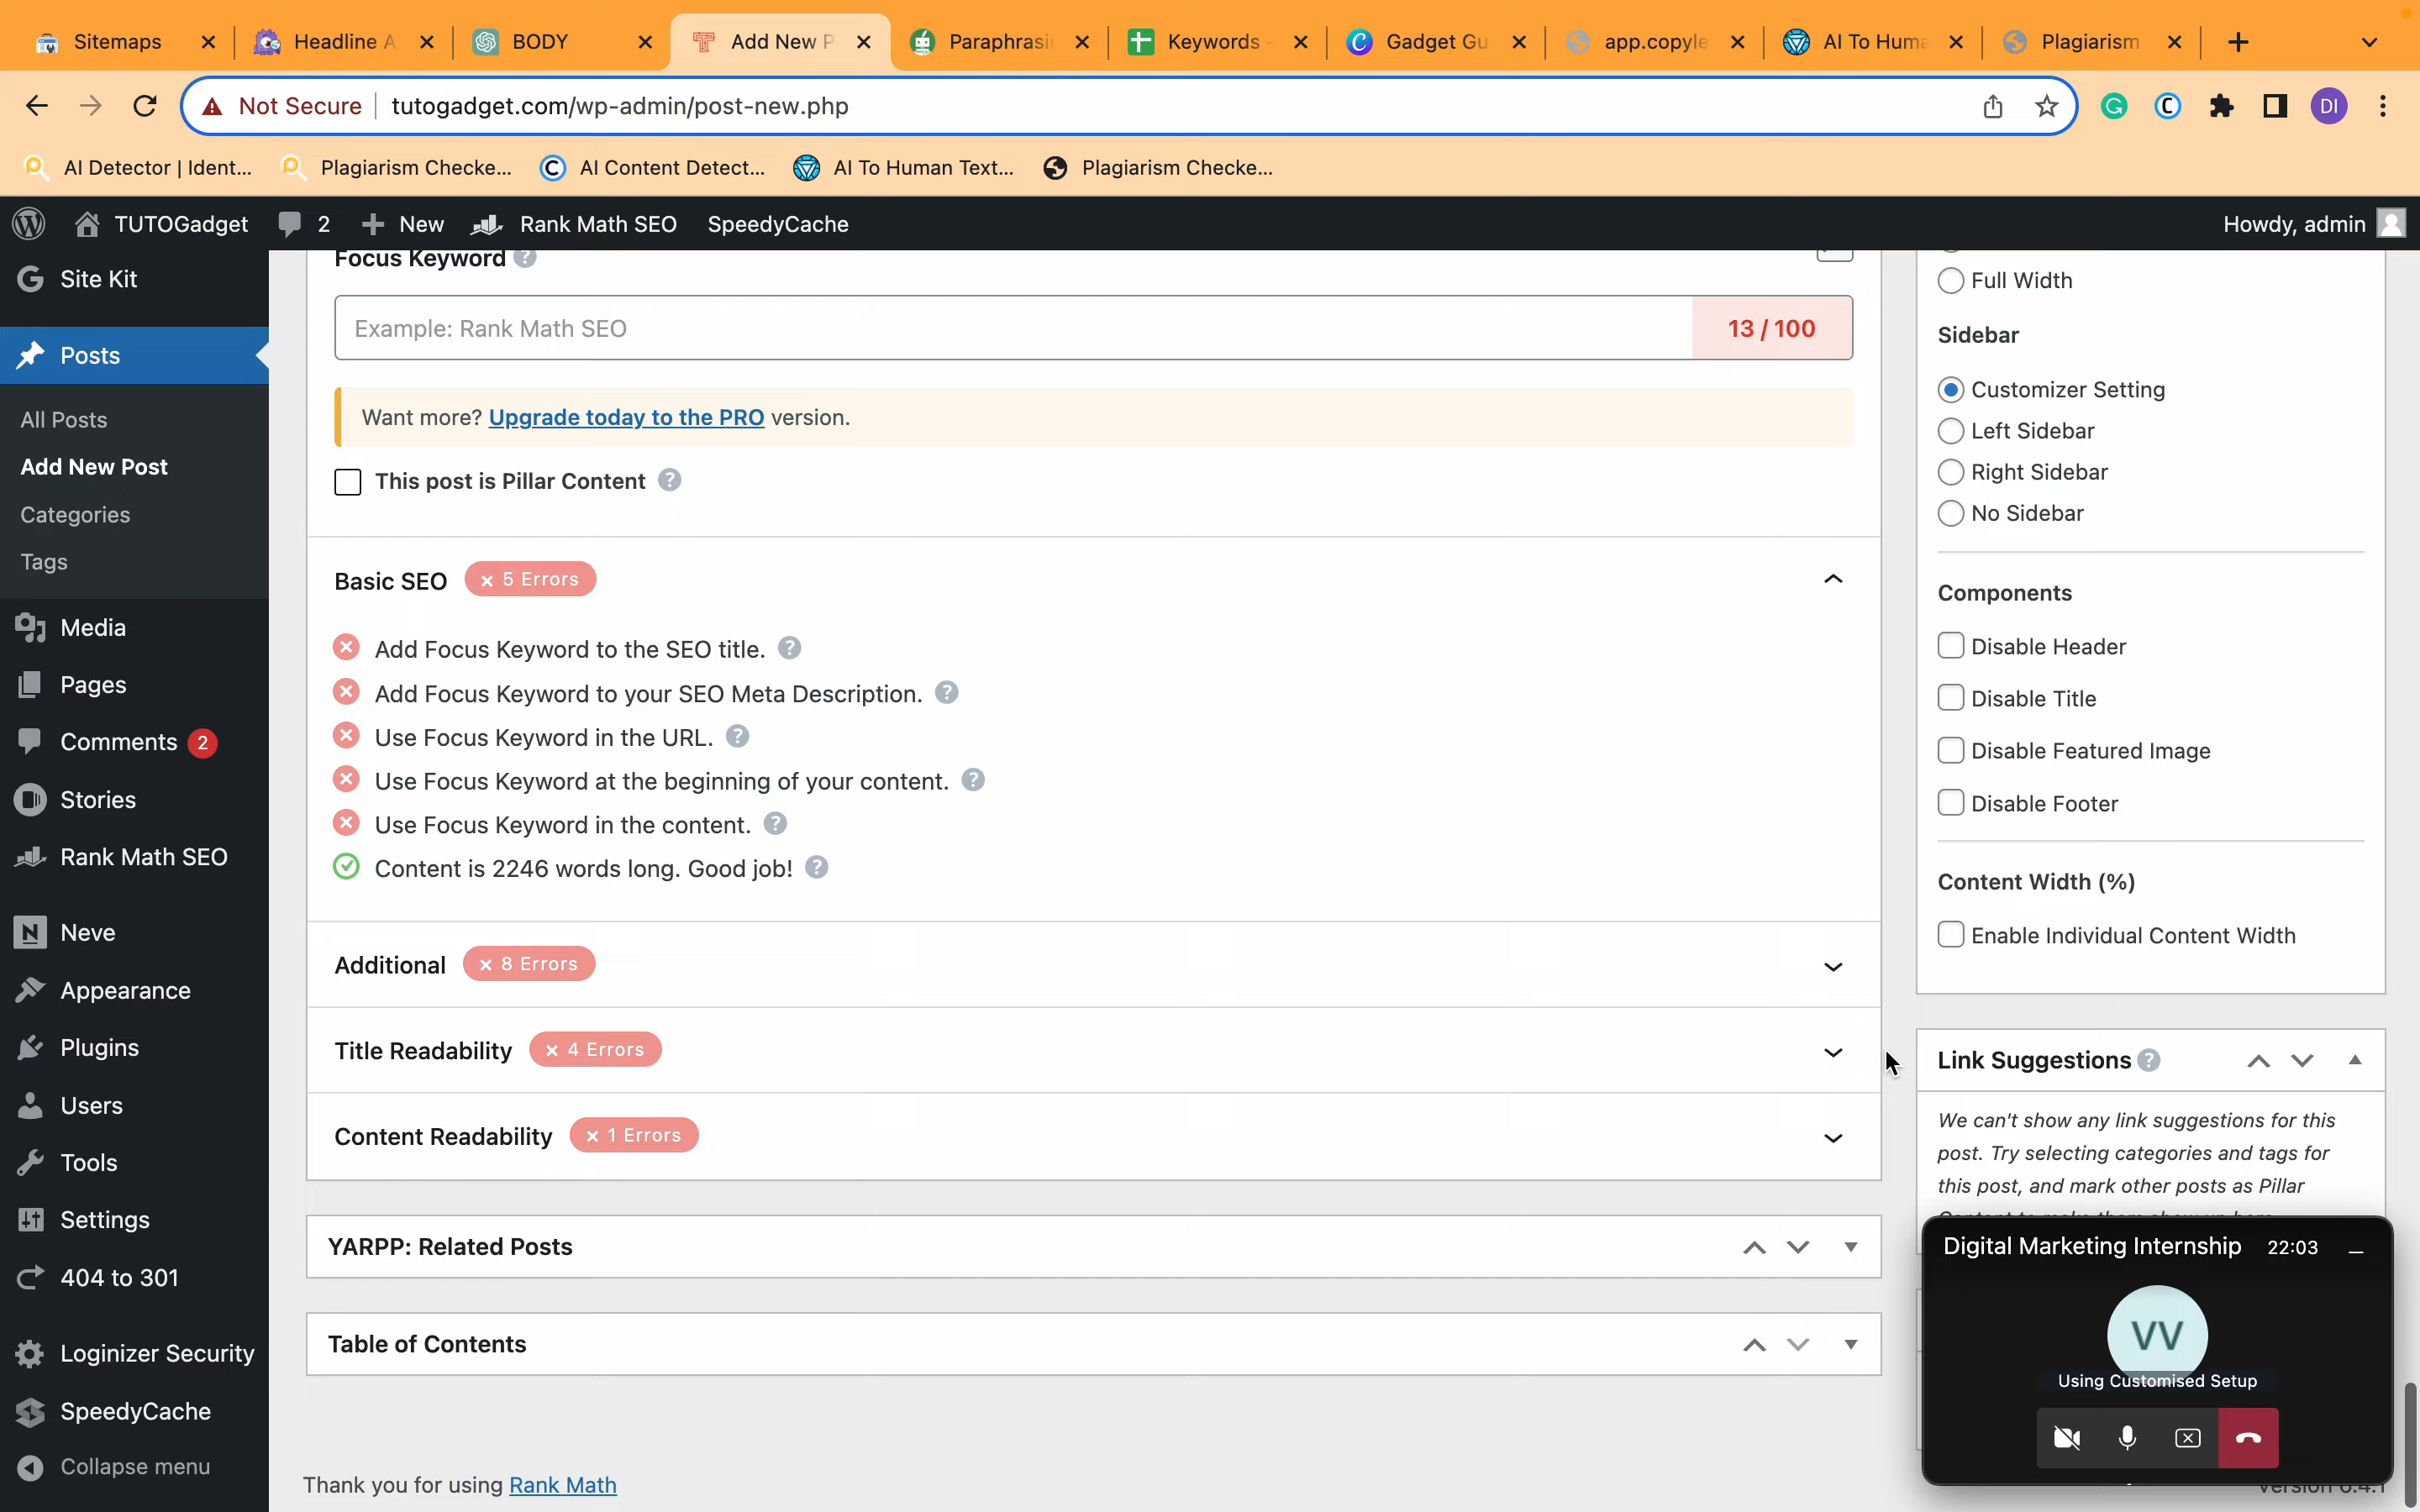 Sitemaps
Headline A
BODY
Add New P
Paraphrasi
Keywords -
Gadget Gu
app.copyle
AI To Huma
Plagiarism
Not Secure
tutogadget.com/wp-admin/post-new.php
DI
AI Detector | Ident...
Plagiarism Checke...
AI Content Detect...
AI To Human Text...
Plagiarism Checke...
TUTOGadget
2
New
Rank Math SEO
SpeedyCache
Howdy, admin
Site Kit
Posts
All Posts
Add New Post
Categories
Tags
Media
Pages
Comments 2
Stories
Rank Math SEO
Neve
Appearance
Plugins
Users
Tools
Settings
404 to 301
Loginizer Security
SpeedyCache
Collapse menu
Focus Keyword
Example: Rank Math SEO
13 / 100
Want more? Upgrade today to the PRO version.
This post is Pillar Content
Basic SEO × 5 Errors
Add Focus Keyword to the SEO title.
Add Focus Keyword to your SEO Meta Description.
Use Focus Keyword in the URL.
Use Focus Keyword at the beginning of your content.
Use Focus Keyword in the content.
Content is 2246 words long. Good job!
Additional × 8 Errors
Title Readability × 4 Errors
Content Readability × 1 Errors
YARPP: Related Posts
Table of Contents
Thank you for using Rank Math
Full Width
Sidebar
Customizer Setting
Left Sidebar
Right Sidebar
No Sidebar
Components
Disable Header
Disable Title
Disable Featured Image
Disable Footer
Content Width (%)
Enable Individual Content Width
Link Suggestions
We can't show any link suggestions for this
post. Try selecting categories and tags for
this post, and mark other posts as Pillar
Digital Marketing Internship 22:03
VV
Using Customised Setup